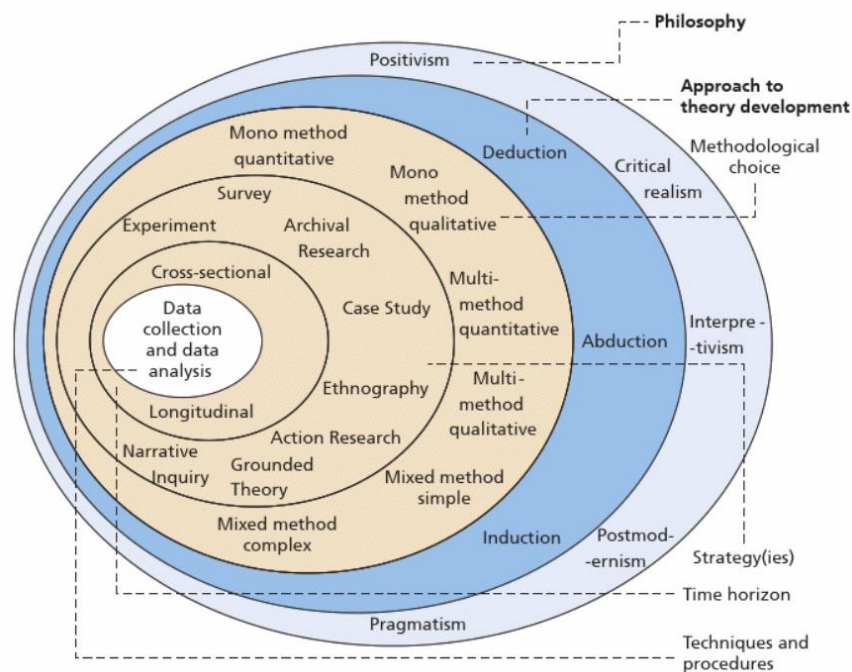 Philosophy
Positivism
Approach to
theory development
Mono method
quantitative
Deduction
Methodological
choice
Critical
realism
Mono
method
qualitative
Survey
Experiment
Archival
Research
Cross-sectional
Multi-
method
quantitative
Data
collection
and data
analysis
Case Study
Abduction
Interpre -
-tivism
Ethnography
Multi-
method
qualitative
Longitudinal
Action Research
Narrative
Inquiry
Grounded
Theory
Mixed method
simple
Mixed method
complex
Induction
Postmod-
-ernism
Strategy(ies)
Time horizon
Pragmatism
Techniques and
procedures